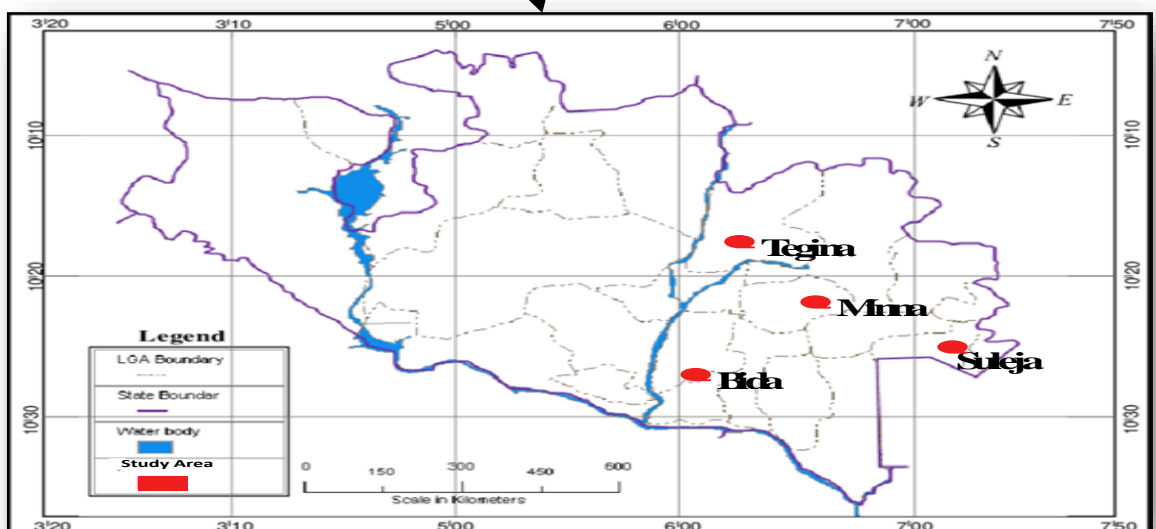 3'20 3'10 5'00 6'00 7'00 7'50
N
W E
S
10'10 10'10
Tegina
10'20 10'20
Minna
Legend
LGA Boundary
Suleja
Bida
State Boundar
10'30 10'30
Water body
Study Area
0 150 300 450 600
Scale in Kilometers
3'20 3'10 5'00 6'00 7'00 7'50